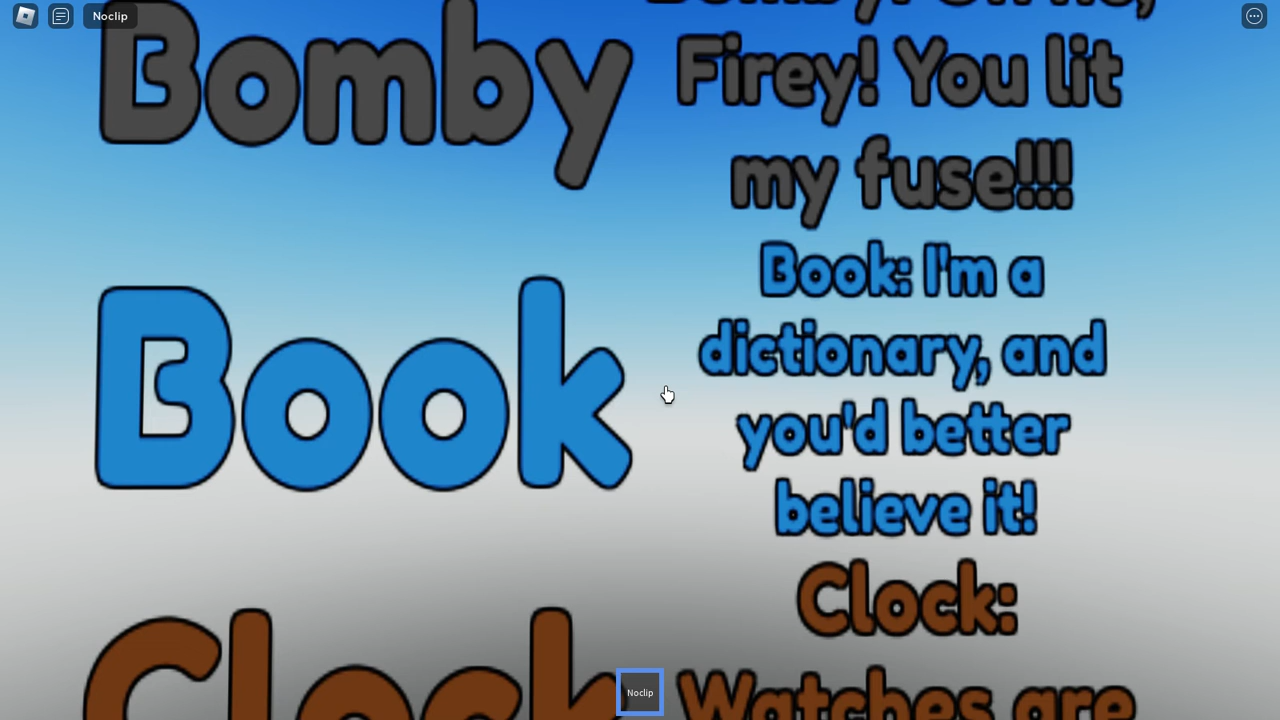 Noclip
Bomby
Firey! You lit
my fuse!!!
Book
Book: I'm a
dictionary, and
you'd better
believe it!
Clock
Clock:
Watches are
Noclip